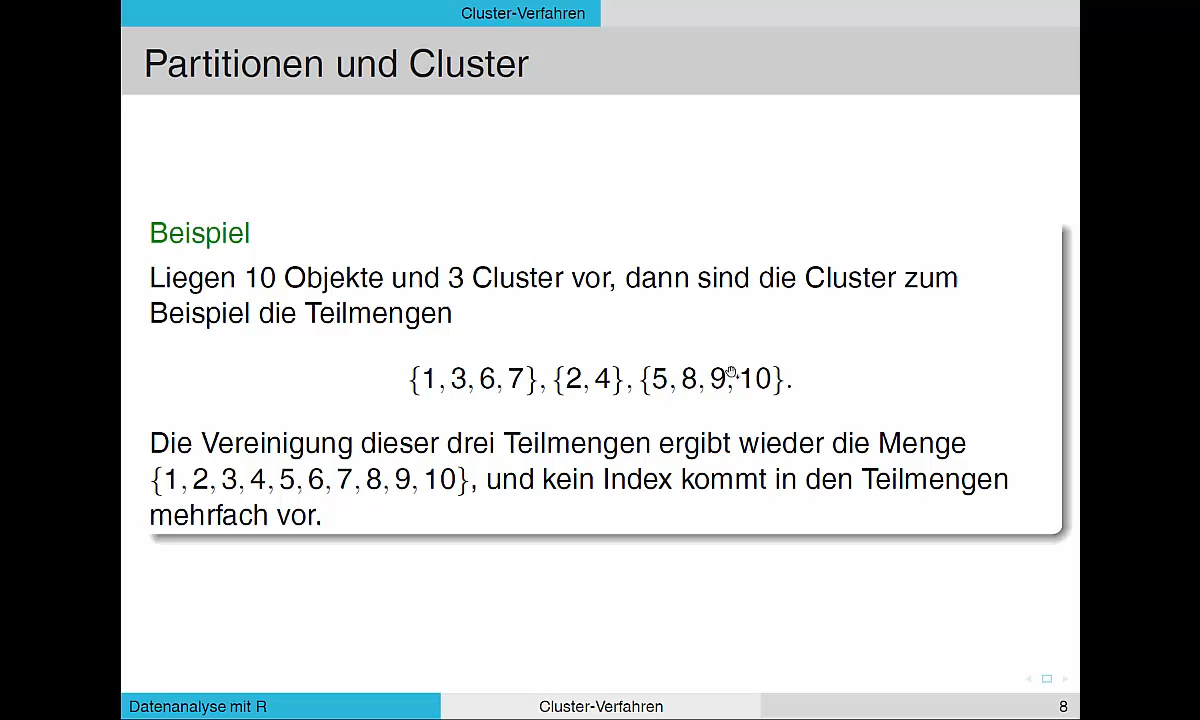 Cluster-Verfahren
Partitionen und Cluster
Beispiel
Liegen 10 Objekte und 3 Cluster vor, dann sind die Cluster zum
Beispiel die Teilmengen
{1, 3, 6, 7}, {2, 4}, {5, 8, 9, 10}.
Die Vereinigung dieser drei Teilmengen ergibt wieder die Menge
{1, 2, 3, 4, 5, 6, 7, 8, 9, 10}, und kein Index kommt in den Teilmengen
mehrfach vor.
Datenanalyse mit R
Cluster-Verfahren
8